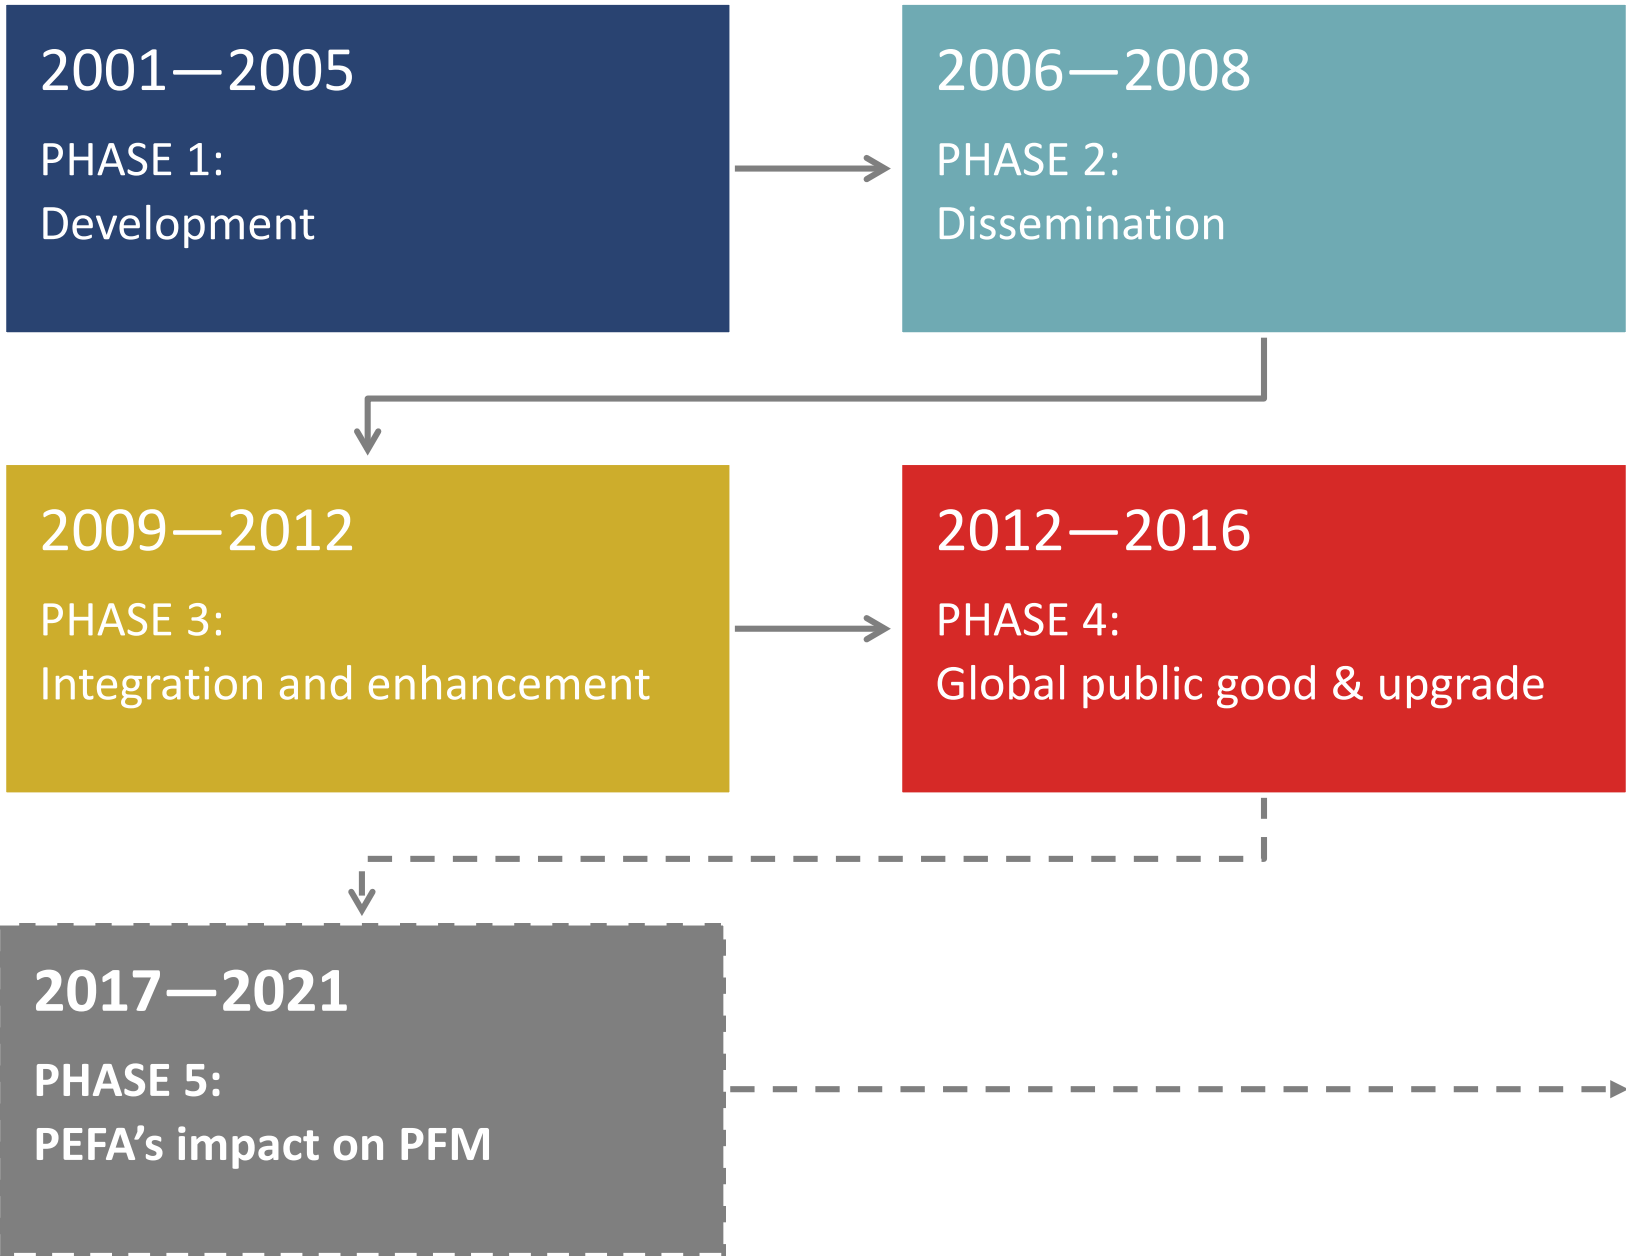 2001—2005
PHASE 1:
Development
2006—2008
PHASE 2:
Dissemination
2009—2012
PHASE 3:
Integration and enhancement
2012—2016
PHASE 4:
Global public good & upgrade
2017—2021
PHASE 5:
PEFA’s impact on PFM